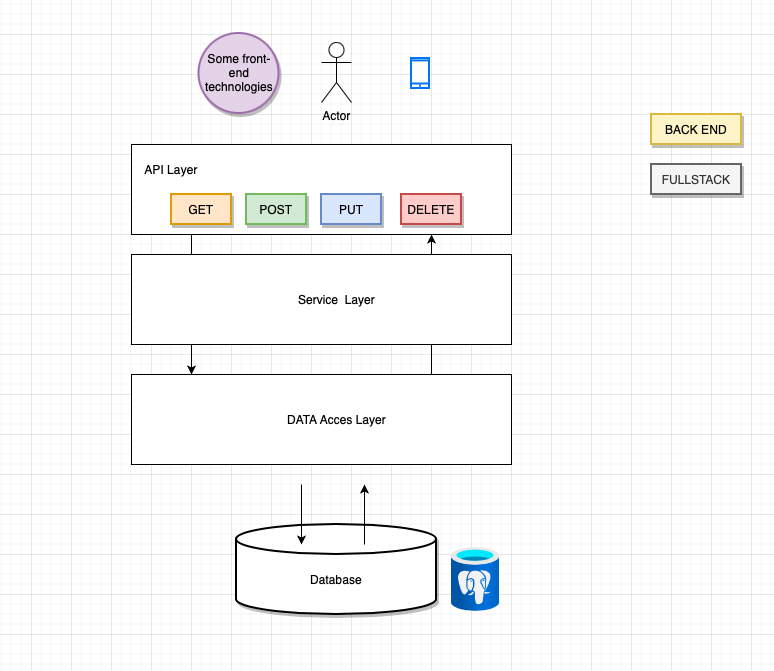 Some front-
end
technologies
Actor
BACK END
FULLSTACK
API Layer
GET
POST
PUT
DELETE
Service  Layer
DATA Acces Layer
Database